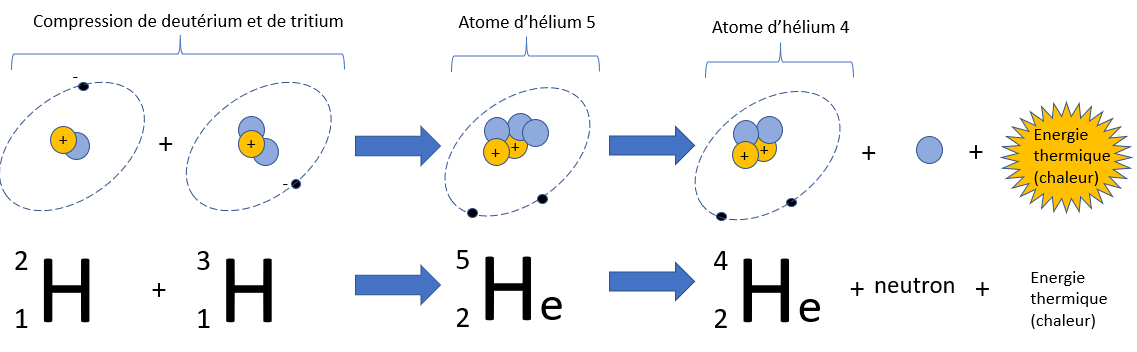 Compression de deutérium et de tritium
Atome d’hélium 5
Atome d’hélium 4
-
+
+
+
-
+
+
+
+
+
+
Energie
thermique
(chaleur)
2
1
H
+
3
1
H
5
2
He
4
2
He
+ neutron +
Energie
thermique
(chaleur)